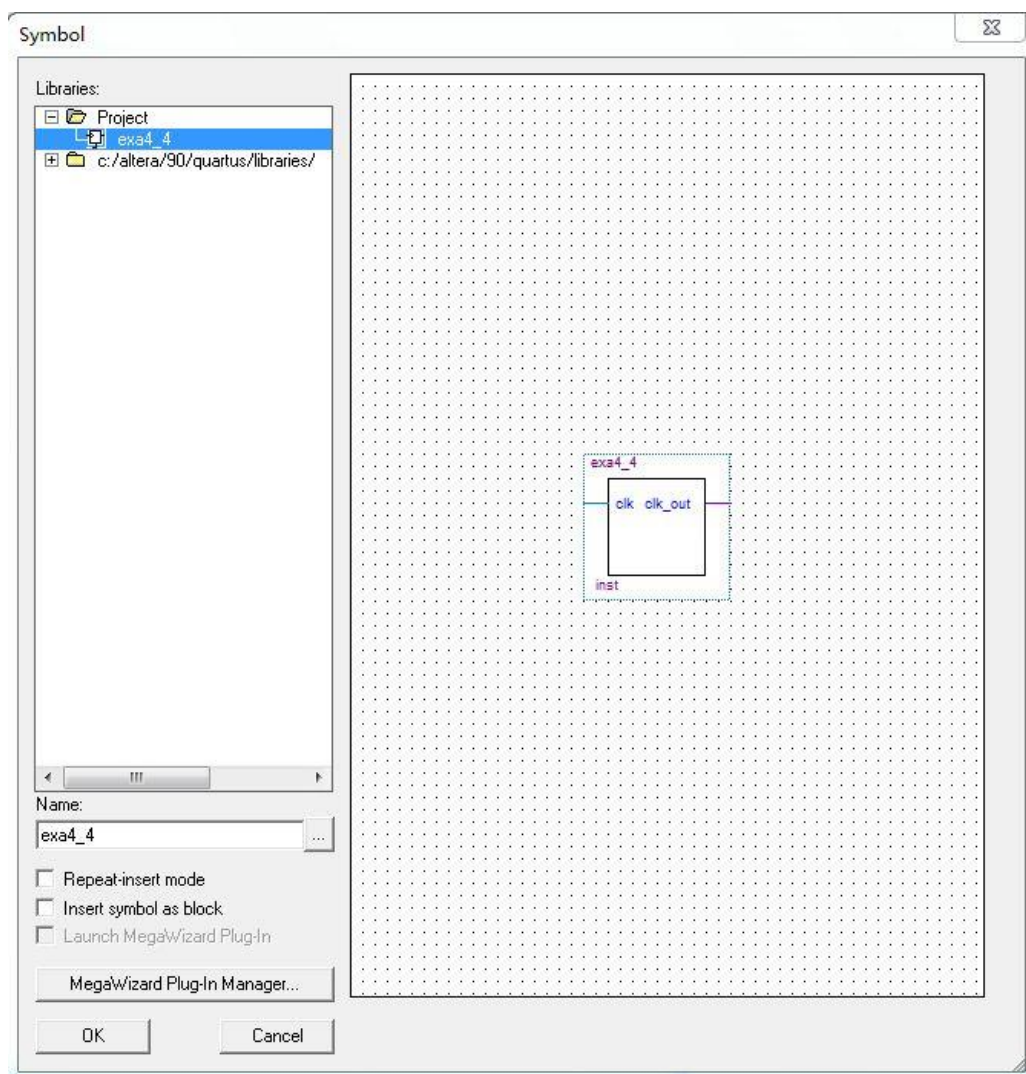 Symbol
Libraries:
Project
exa4_4
c:/altera/90/quartus/libraries/
exa4_4
clk clk_out
inst
Name:
exa4_4
...
Repeat-insert mode
Insert symbol as block
Launch MegaWizard Plug-In
MegaWizard Plug-In Manager...
OK Cancel